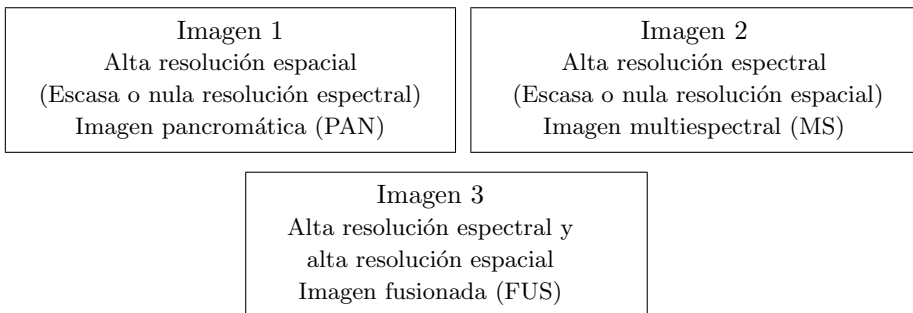 Imagen 1
Alta resolución espacial
(Escasa o nula resolución espectral)
Imagen pancromática (PAN)
Imagen 2
Alta resolución espectral
(Escasa o nula resolución espacial)
Imagen multiespectral (MS)
Imagen 3
Alta resolución espectral y
alta resolución espacial
Imagen fusionada (FUS)